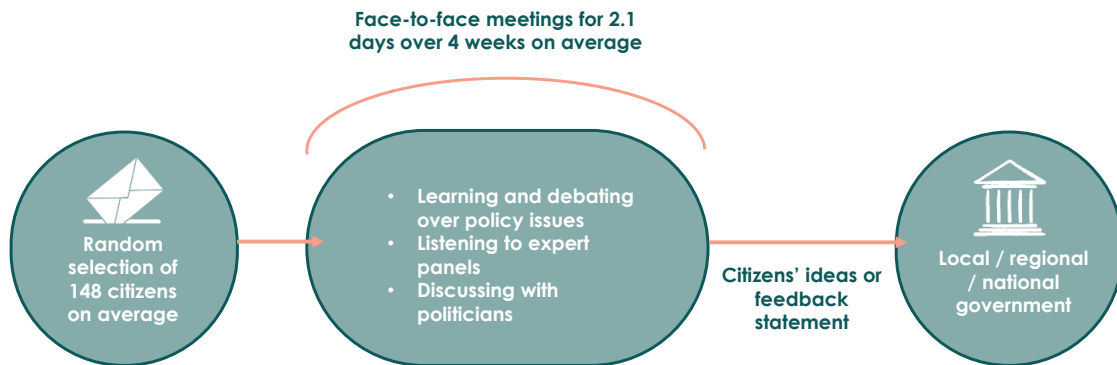 Face-to-face meetings for 2.1
days over 4 weeks on average
Random
selection of
148 citizens
on average
• Learning and debating
over policy issues
• Listening to expert
panels
• Discussing with
politicians
Citizens' ideas or
feedback
statement
Local / regional
/ national
government